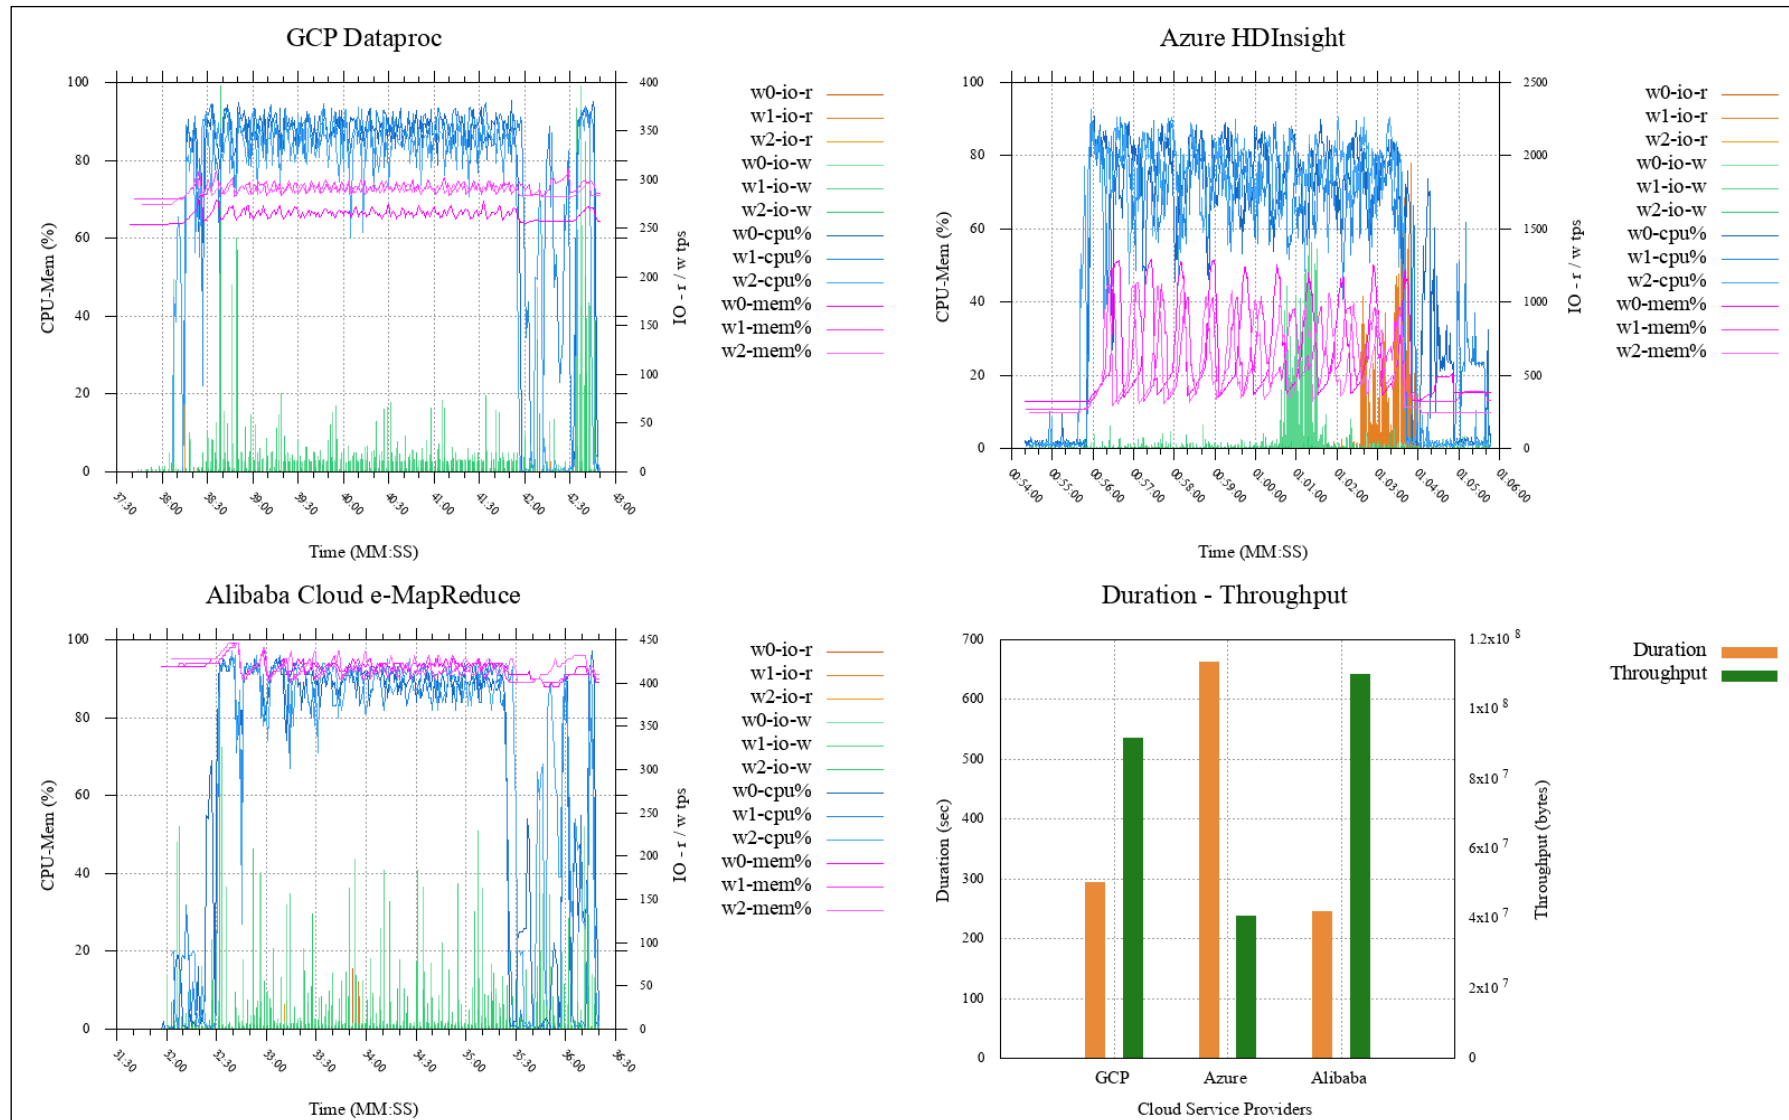 GCP Dataproc
CPU-Mem (%)
100
80
60
40
20
0
400
350
300
250
200
150
100
50
0
IO - r / w tps
37:30
38:00
38:30
39:00
39:30
40:00
40:30
41:00
41:30
42:00
42:30
43:00
Time (MM:SS)
w0-io-r
w1-io-r
w2-io-r
w0-io-w
w1-io-w
w2-io-w
w0-cpu%
w1-cpu%
w2-cpu%
w0-mem%
w1-mem%
w2-mem%
Azure HDInsight
CPU-Mem (%)
100
80
60
40
20
0
2500
2000
1500
1000
500
0
IO - r / w tps
00:54:00
00:55:00
00:56:00
00:57:00
00:58:00
00:59:00
01:00:00
01:01:00
01:02:00
01:03:00
01:04:00
01:05:00
01:06:00
Time (MM:SS)
w0-io-r
w1-io-r
w2-io-r
w0-io-w
w1-io-w
w2-io-w
w0-cpu%
w1-cpu%
w2-cpu%
w0-mem%
w1-mem%
w2-mem%
Alibaba Cloud e-MapReduce
CPU-Mem (%)
100
80
60
40
20
0
450
400
350
300
250
200
150
100
50
0
IO - r / w tps
31:30
32:00
32:30
33:00
33:30
34:00
34:30
35:00
35:30
36:00
36:30
Time (MM:SS)
w0-io-r
w1-io-r
w2-io-r
w0-io-w
w1-io-w
w2-io-w
w0-cpu%
w1-cpu%
w2-cpu%
w0-mem%
w1-mem%
w2-mem%
Duration - Throughput
Duration (sec)
700
600
500
400
300
200
100
0
1.2x10 8
1x10 8
8x10 7
6x10 7
4x10 7
2x10 7
0
Throughput (bytes)
GCP
Azure
Alibaba
Cloud Service Providers
Duration
Throughput